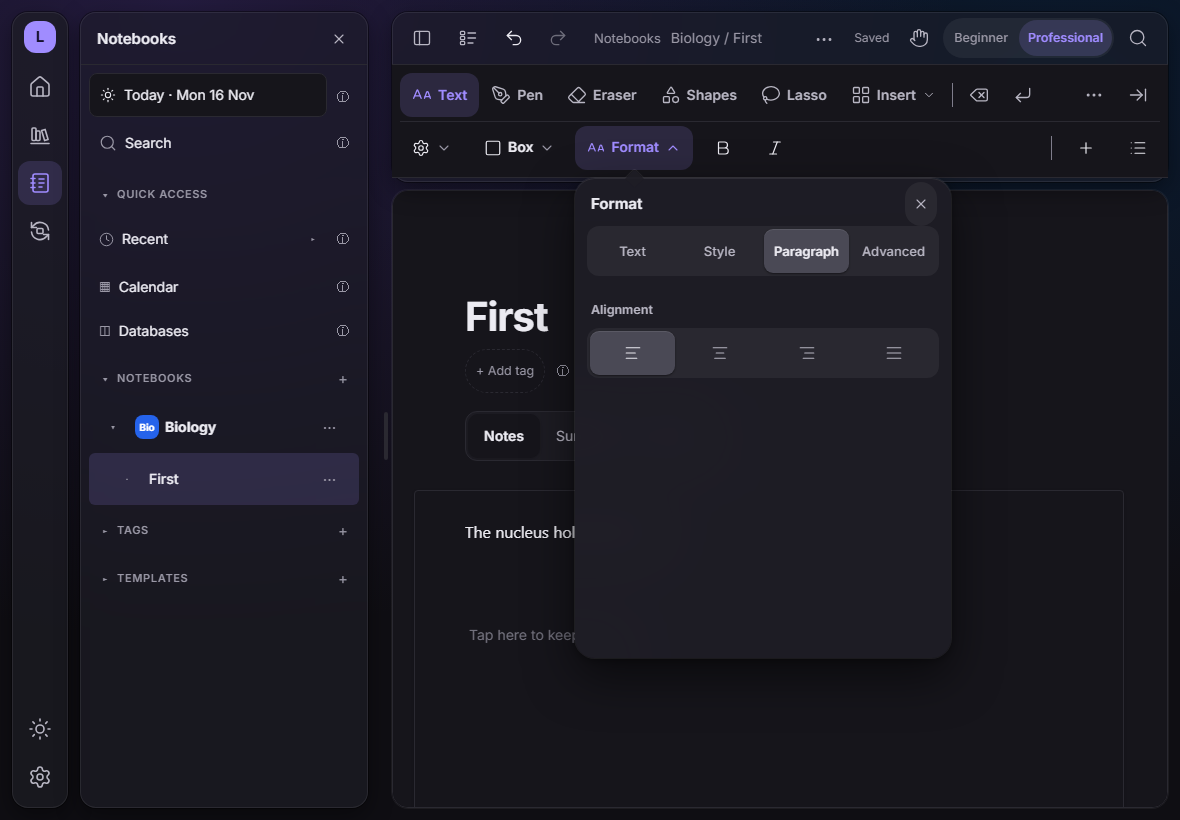 L
Notebooks
Today · Mon 16 Nov
Search
QUICK ACCESS
Recent
Calendar
Databases
NOTEBOOKS
Bio Biology
First
TAGS
TEMPLATES
Notebooks Biology / First
Saved
Beginner Professional
AA Text Pen Eraser Shapes Lasso Insert
Box AA Format B I
Format
Text Style Paragraph Advanced
Alignment
First
+ Add tag
Notes
The nucleus
Tap here to